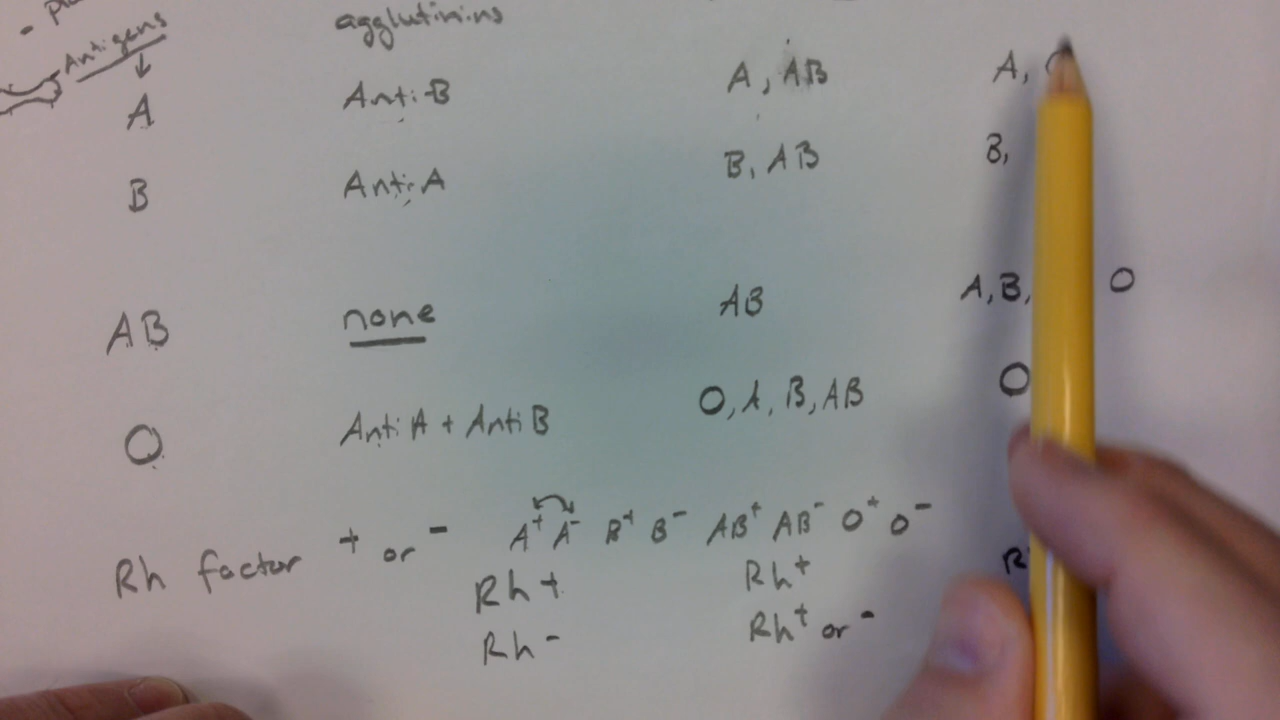 Antigens
agglutinins
A Anti-B A, AB A,
B Anti A B, AB B,
AB none AB A, B, O
O Anti A + Anti B O, A, B, AB O
Rh factor + or - A+ A- B+ B- AB+ AB- O+ O-
Rh + Rh+ R
Rh - Rh+ or -